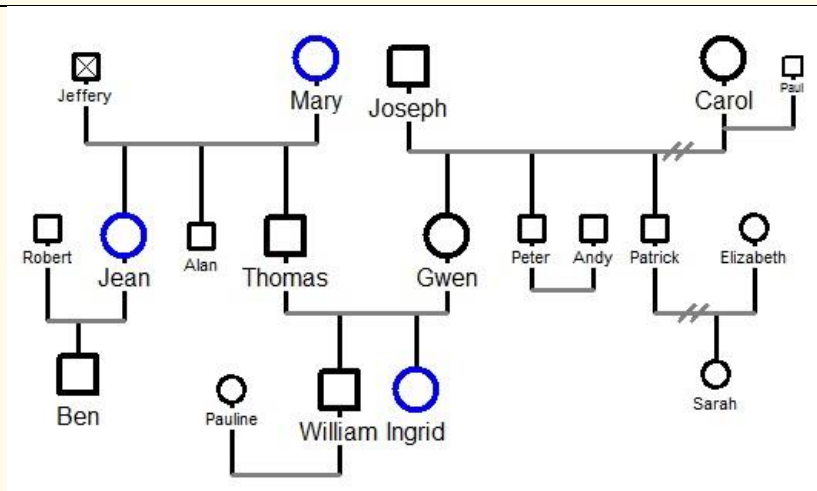 Jeffery
Mary
Joseph
Carol
Paul
Robert
Jean
Alan
Thomas
Gwen
Peter
Andy
Patrick
Elizabeth
Ben
Pauline
William
Ingrid
Sarah